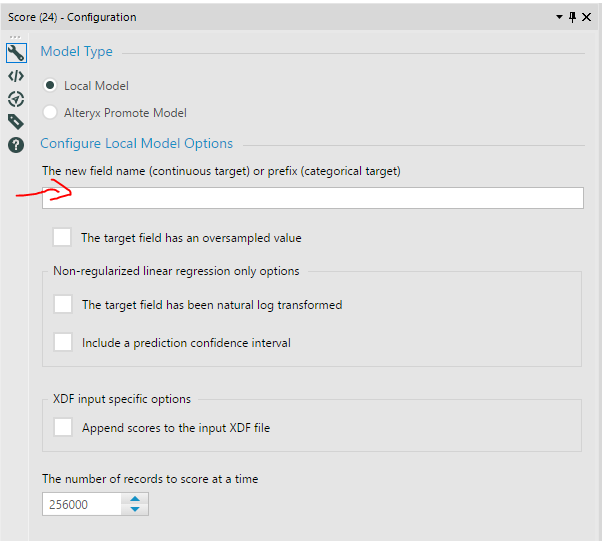 Score (24) - Configuration
Model Type
Local Model
Alteryx Promote Model
Configure Local Model Options
The new field name (continuous target) or prefix (categorical target)
The target field has an oversampled value
Non-regularized linear regression only options
The target field has been natural log transformed
Include a prediction confidence interval
XDF input specific options
Append scores to the input XDF file
The number of records to score at a time
256000